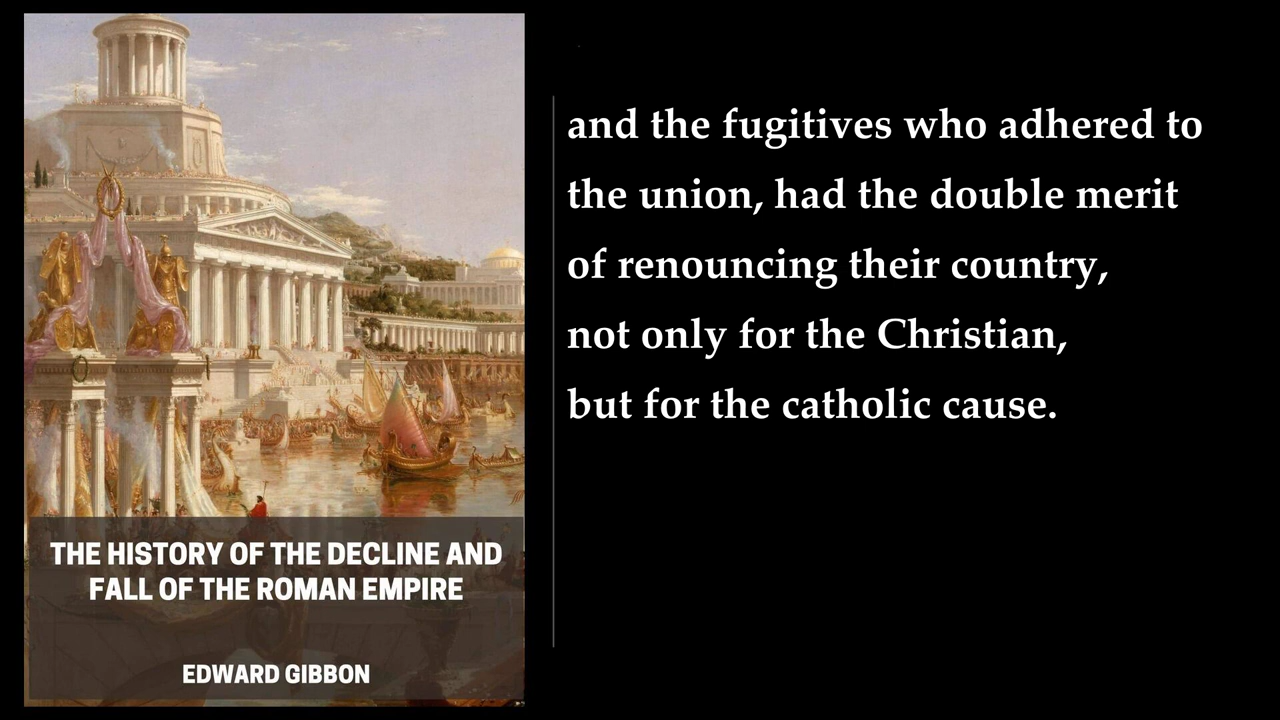 and the fugitives who adhered to
the union, had the double merit
of renouncing their country,
not only for the Christian,
but for the catholic cause.
THE HISTORY OF THE DECLINE AND
FALL OF THE ROMAN EMPIRE
EDWARD GIBBON